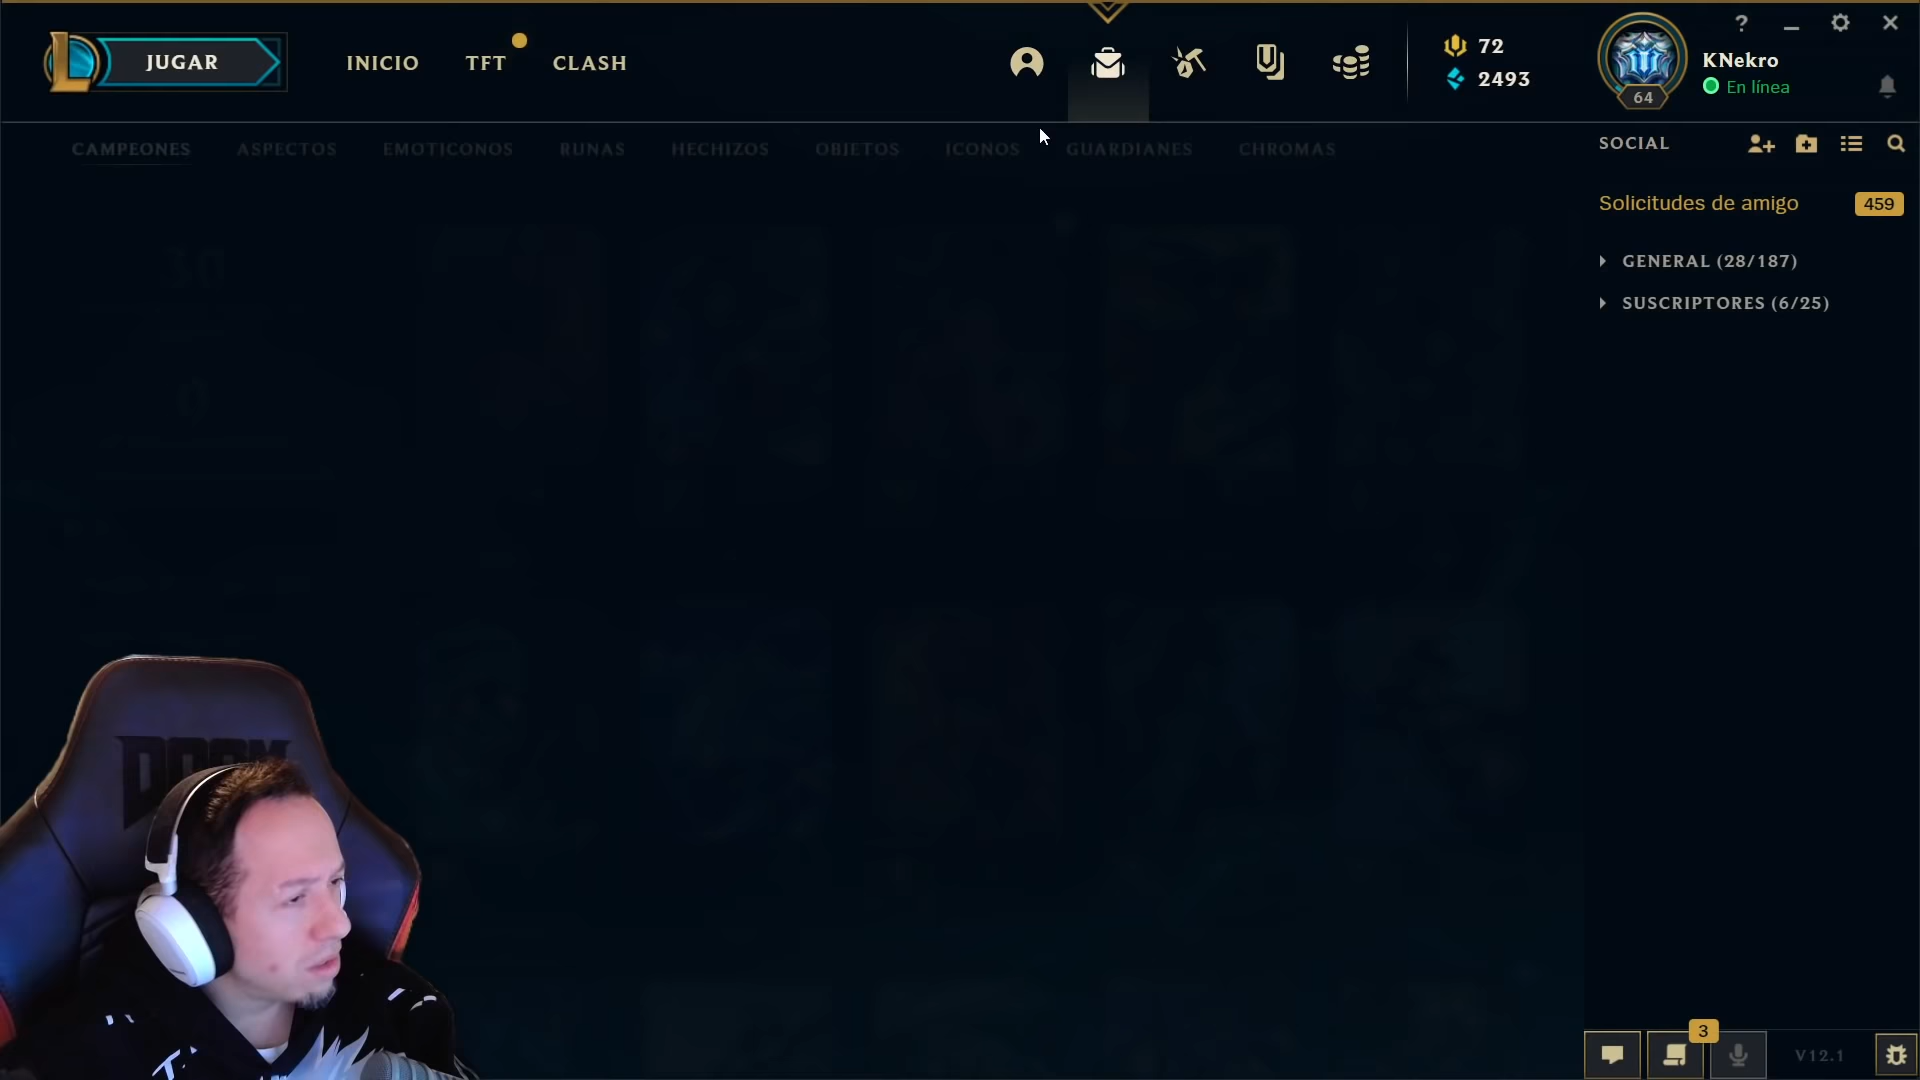 JUGAR
INICIO
TFT
CLASH
72
2493
64
KNekro
En línea
?
CAMPEONES
ASPECTOS
EMOTICONOS
RUNAS
HECHIZOS
OBJETOS
ICONOS
GUARDIANES
CHROMAS
SOCIAL
Solicitudes de amigo
459
GENERAL (28/187)
SUSCRIPTORES (6/25)
DOOM
3
V12.1